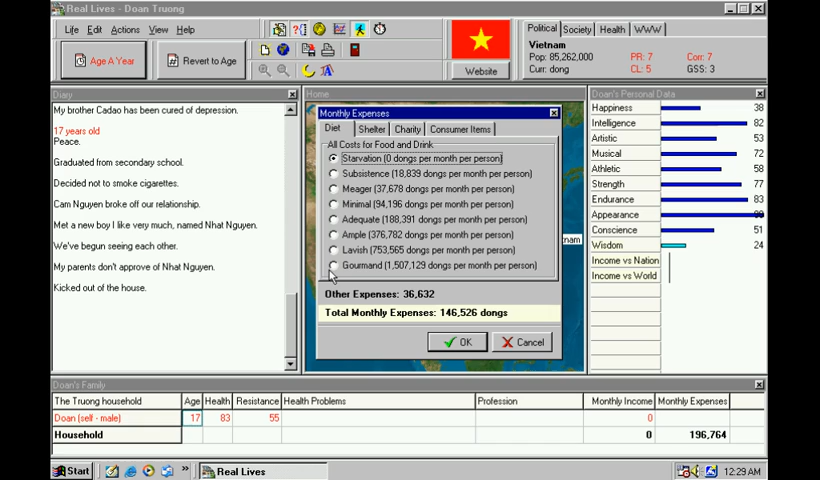 Real Lives - Doan Truong
Life Edit Actions View Help
Age A Year
Revert to Age
Website
Political Society Health WWW
Vietnam
Pop: 85,262,000 PR: 7 Corr: 7
Curr: dong CL: 5 GSS: 3
Diary
My brother Cadao has been cured of depression.
17 years old
Peace.
Graduated from secondary school.
Decided not to smoke cigarettes.
Cam Nguyen broke off our relationship.
Met a new boy I like very much, named Nhat Nguyen.
We've begun seeing each other.
My parents don't approve of Nhat Nguyen.
Kicked out of the house.
Home
Monthly Expenses
Diet Shelter Charity Consumer Items
All Costs for Food and Drink
Starvation (0 dongs per month per person)
Subsistence (18,839 dongs per month per person)
Meager (37,678 dongs per month per person)
Minimal (94,196 dongs per month per person)
Adequate (188,391 dongs per month per person)
Ample (376,782 dongs per month per person)
Lavish (753,565 dongs per month per person)
Gourmand (1,507,129 dongs per month per person)
Other Expenses: 36,632
Total Monthly Expenses: 146,526 dongs
OK Cancel
nam
Doan's Personal Data
Happiness 38
Intelligence 82
Artistic 53
Musical 72
Athletic 58
Strength 77
Endurance 83
Appearance
Conscience 51
Wisdom 24
Income vs Nation
Income vs World
Doan's Family
The Truong household Age Health Resistance Health Problems Profession Monthly Income Monthly Expenses
Doan (self - male) 17 83 55 0
Household 0 196,764
Start Real Lives 12:29 AM